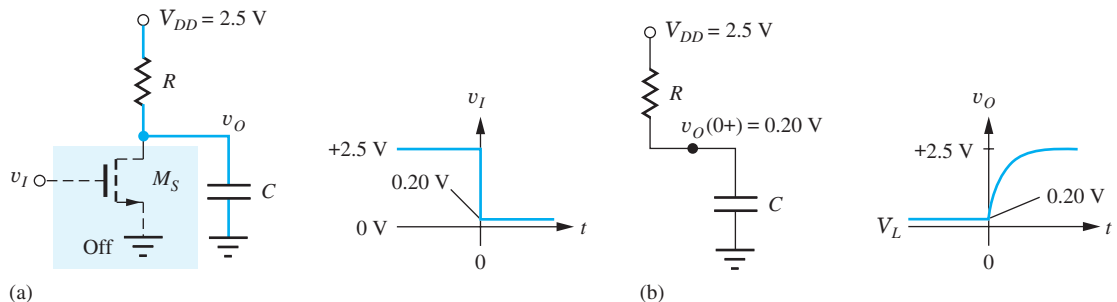 V_DD = 2.5 V
R
v_O
v_I
M_S
C
Off
(a)
v_I
+2.5 V
0.20 V
0 V
t
0
V_DD = 2.5 V
R
v_O(0+) = 0.20 V
C
(b)
v_O
+2.5 V
0.20 V
V_L
t
0